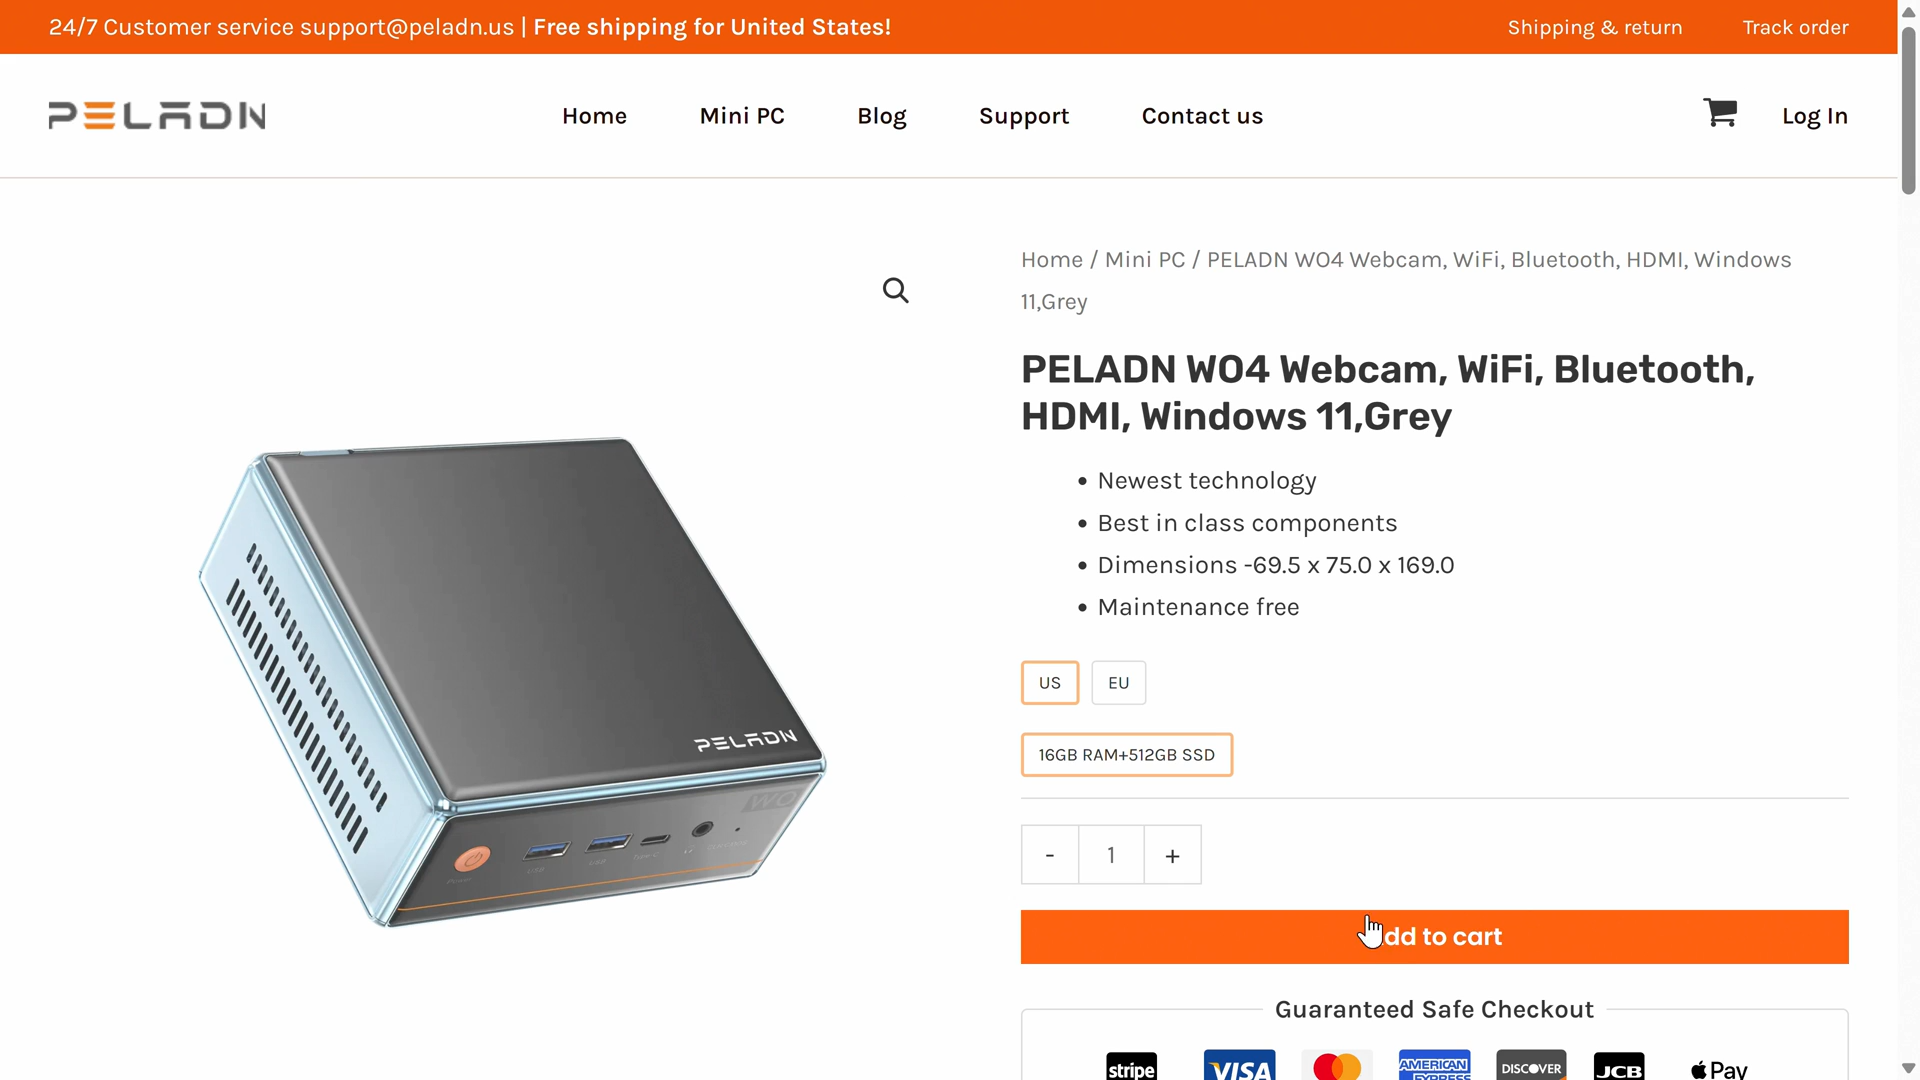 24/7 Customer service support@peladn.us | Free shipping for United States!
Shipping & return
Track order
PELADN
Home
Mini PC
Blog
Support
Contact us
Log In
Home / Mini PC / PELADN WO4 Webcam, WiFi, Bluetooth, HDMI, Windows
11,Grey
PELADN WO4 Webcam, WiFi, Bluetooth,
HDMI, Windows 11,Grey
Newest technology
Best in class components
Dimensions -69.5 x 75.0 x 169.0
Maintenance free
PELADN
WO
US
EU
16GB RAM+512GB SSD
- 1 +
dd to cart
Guaranteed Safe Checkout
stripe
VISA
AMERICAN
EXPRESS
DISCOVER
JCB
Pay